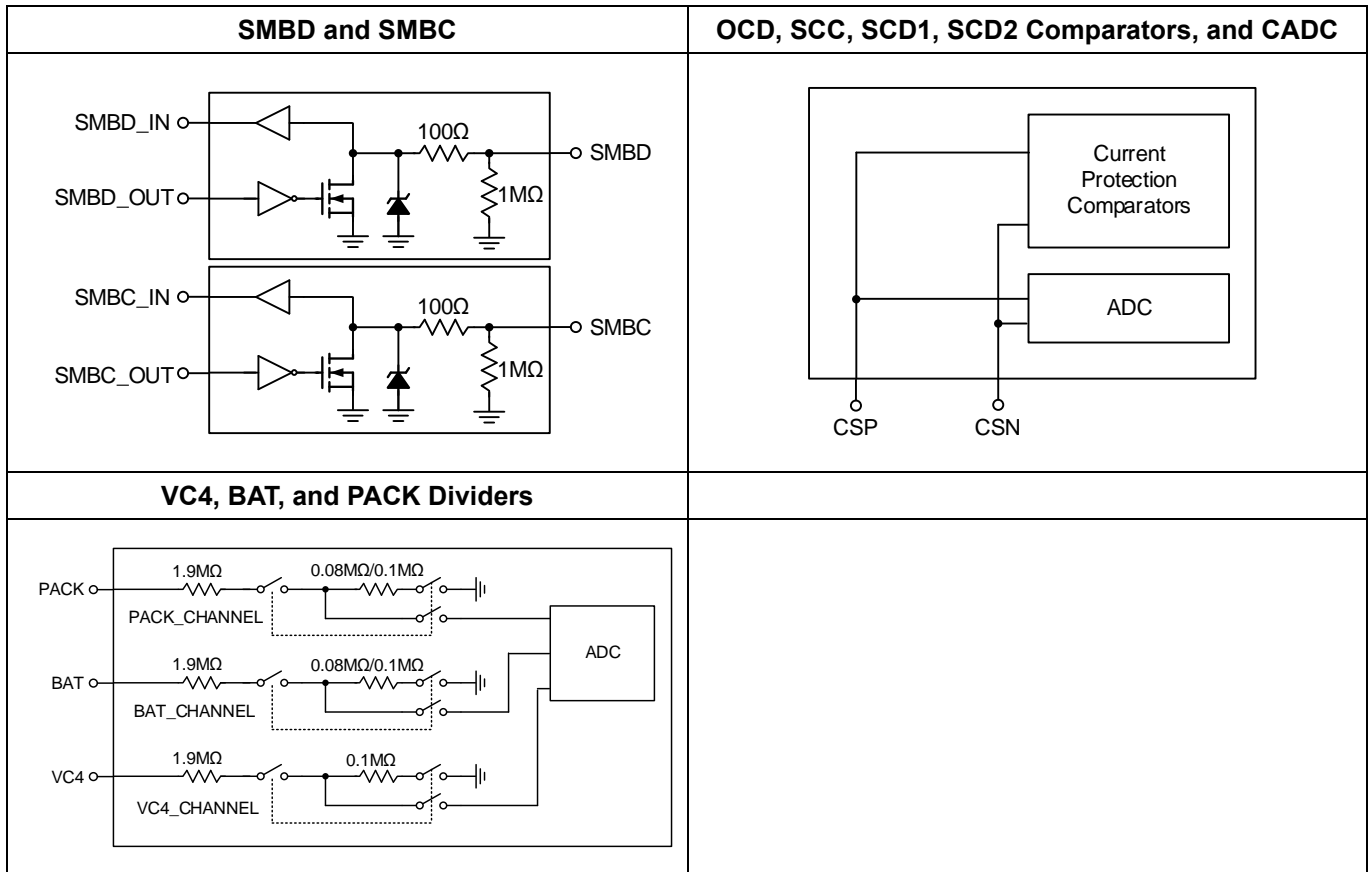 SMBD and SMBC
OCD, SCC, SCD1, SCD2 Comparators, and CADC
SMBD_IN
100Ω
SMBD
SMBD_OUT
1MΩ
SMBC_IN
100Ω
SMBC
SMBC_OUT
1MΩ
Current
Protection
Comparators
ADC
CSP
CSN
VC4, BAT, and PACK Dividers
1.9MΩ
0.08MΩ/0.1MΩ
PACK
PACK_CHANNEL
1.9MΩ
0.08MΩ/0.1MΩ
ADC
BAT
BAT_CHANNEL
1.9MΩ
0.1MΩ
VC4
VC4_CHANNEL